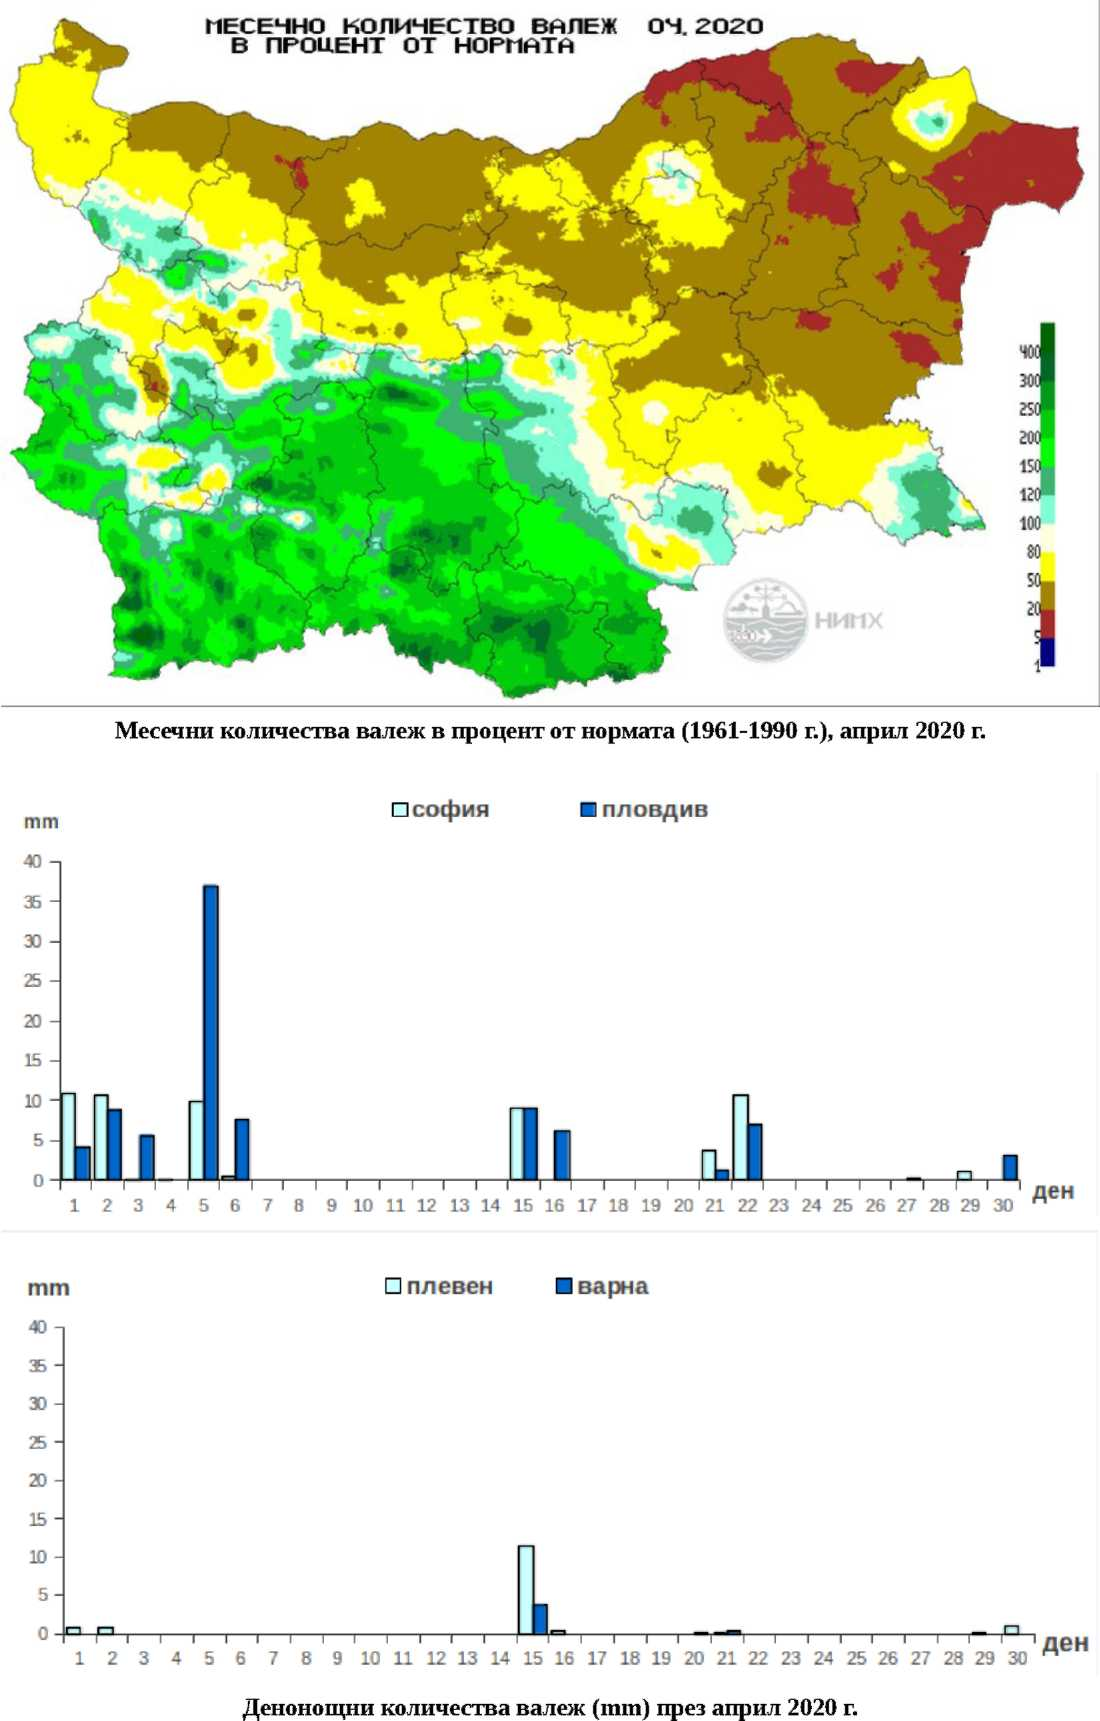 МЕСЕЧНО КОЛИЧЕСТВО ВАЛЕЖ 04.2020
В ПРОЦЕНТ ОТ НОРМАТА
400
300
250
200
150
120
100
80
50
20
5
1
НИМХ
Месечни количества валеж в процент от нормата (1961-1990 г.), април 2020 г.
mm
софия пловдив
40
35
30
25
20
15
10
5
0
1 2 3 4 5 6 7 8 9 10 11 12 13 14 15 16 17 18 19 20 21 22 23 24 25 26 27 28 29 30 ден
mm
плевен варна
40
35
30
25
20
15
10
5
0
1 2 3 4 5 6 7 8 9 10 11 12 13 14 15 16 17 18 19 20 21 22 23 24 25 26 27 28 29 30 ден
Денонощни количества валеж (mm) през април 2020 г.